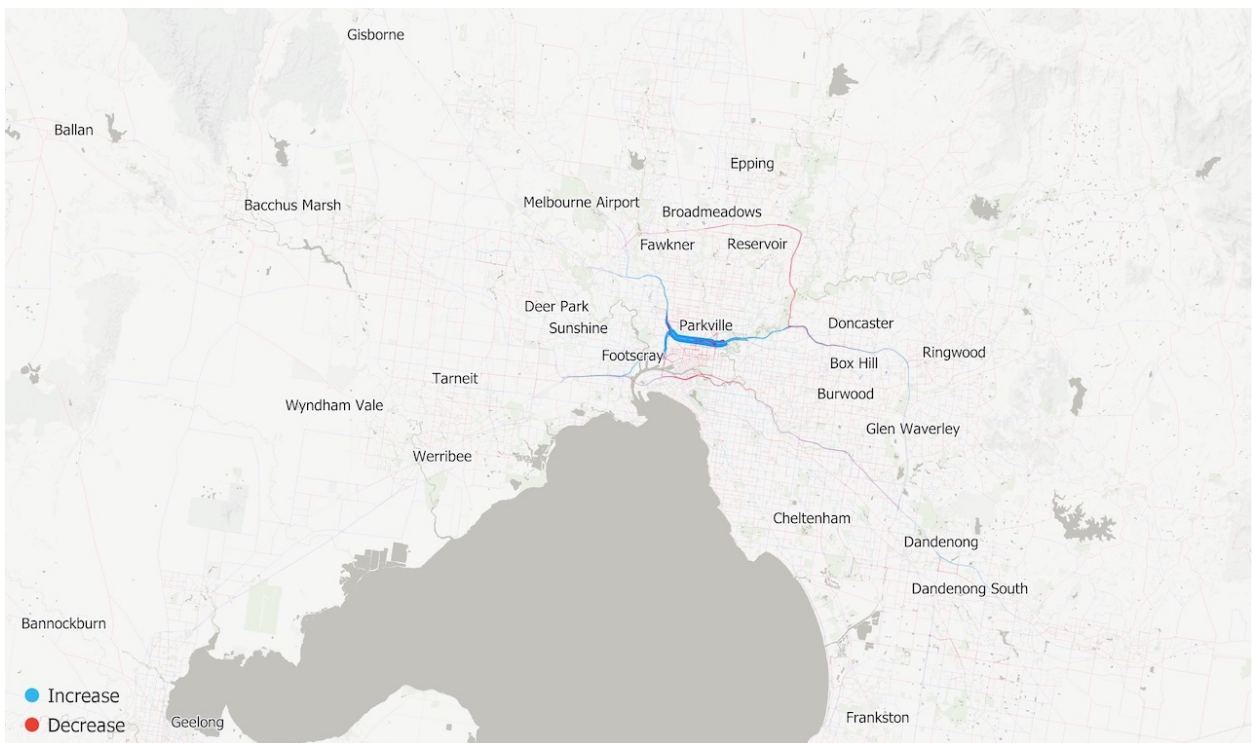 Gisborne
Ballan
Epping
Bacchus Marsh
Melbourne Airport
Broadmeadows
Fawkner
Reservoir
Deer Park
Sunshine
Parkville
Doncaster
Footscray
Box Hill
Ringwood
Tarneit
Burwood
Wyndham Vale
Glen Waverley
Werribee
Cheltenham
Dandenong
Dandenong South
Bannockburn
Increase
Decrease
Geelong
Frankston